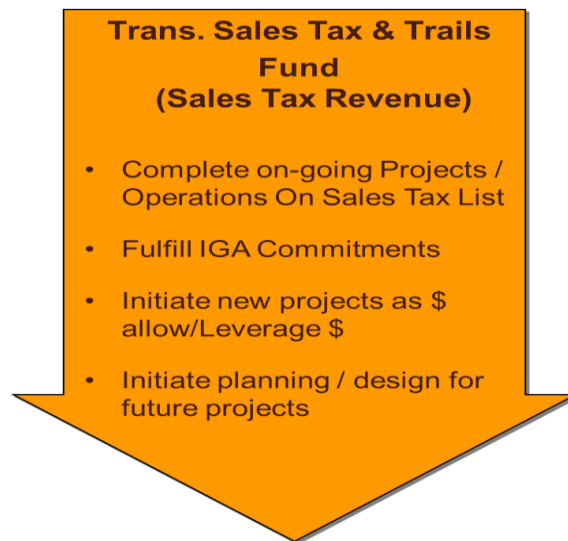 Trans. Sales Tax & Trails
Fund
(Sales Tax Revenue)
• Complete on-going Projects /
Operations On Sales Tax List
• Fulfill IGA Commitments
• Initiate new projects as $
allow/Leverage $
• Initiate planning / design for
future projects